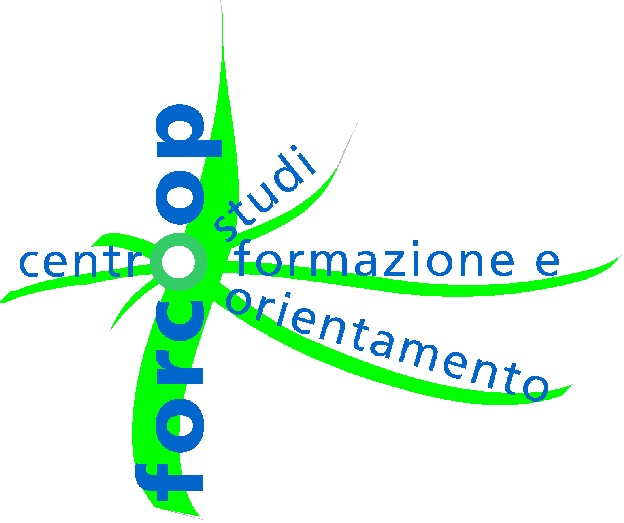 forcoop
centro
studi
formazione e
orientamento